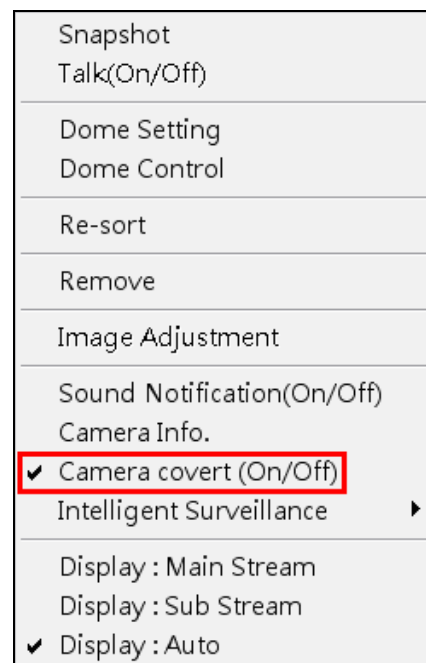 Snapshot
Talk(On/Off)
Dome Setting
Dome Control
Re-sort
Remove
Image Adjustment
Sound Notification(On/Off)
Camera Info.
Camera covert (On/Off)
Intelligent Surveillance
Display : Main Stream
Display : Sub Stream
Display : Auto